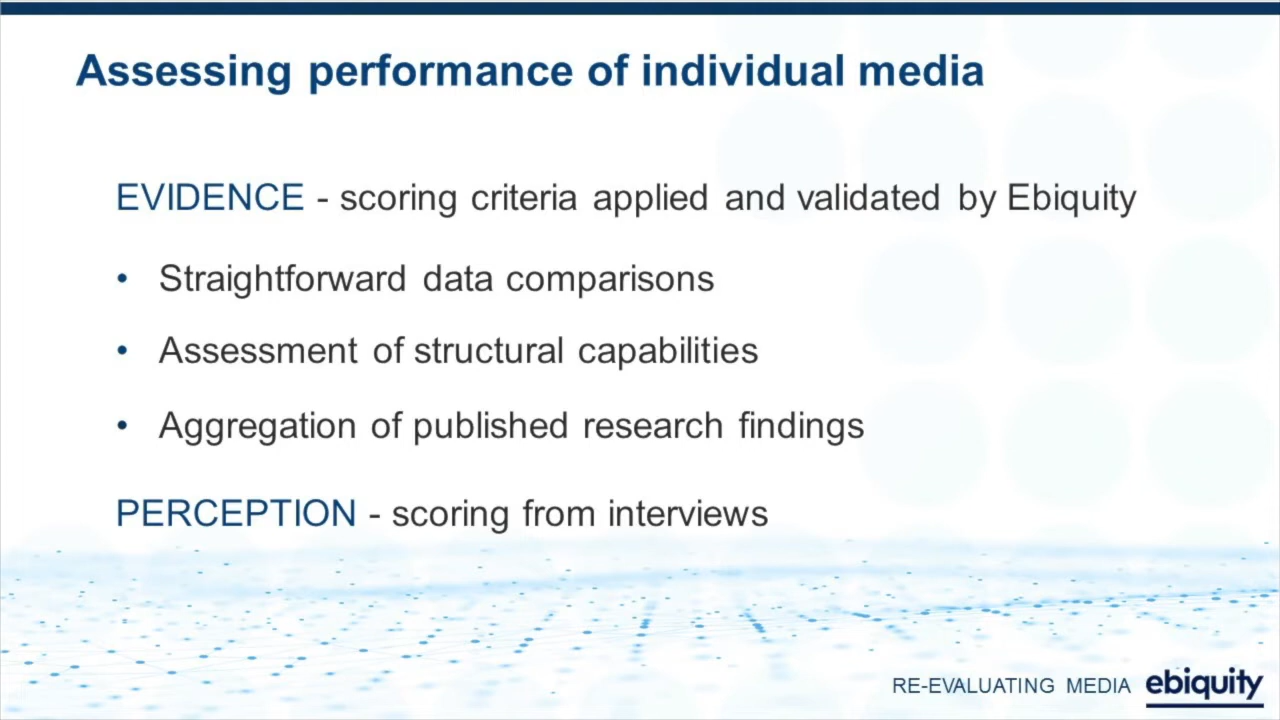 Assessing performance of individual media
EVIDENCE - scoring criteria applied and validated by Ebiquity
• Straightforward data comparisons
• Assessment of structural capabilities
• Aggregation of published research findings
PERCEPTION - scoring from interviews
RE-EVALUATING MEDIA ebiquity